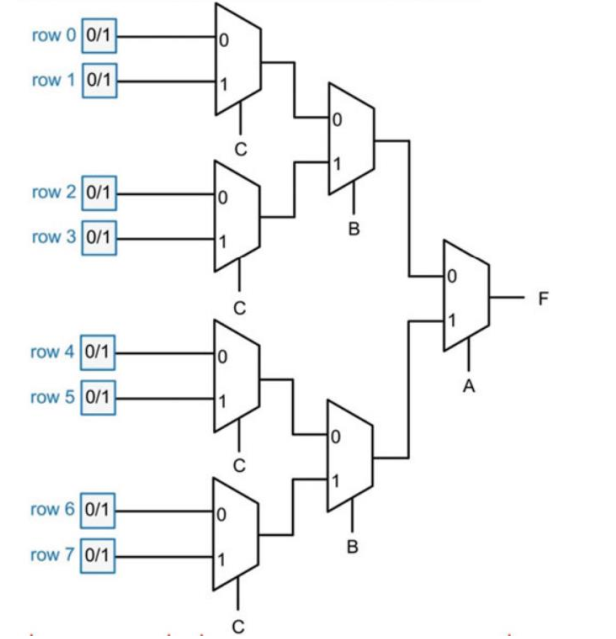 row 0 0/1 0
row 1 0/1 1
C
0
1
B
row 2 0/1 0
row 3 0/1 1
C
0
1
F
A
row 4 0/1 0
row 5 0/1 1
C
0
1
B
row 6 0/1 0
row 7 0/1 1
C